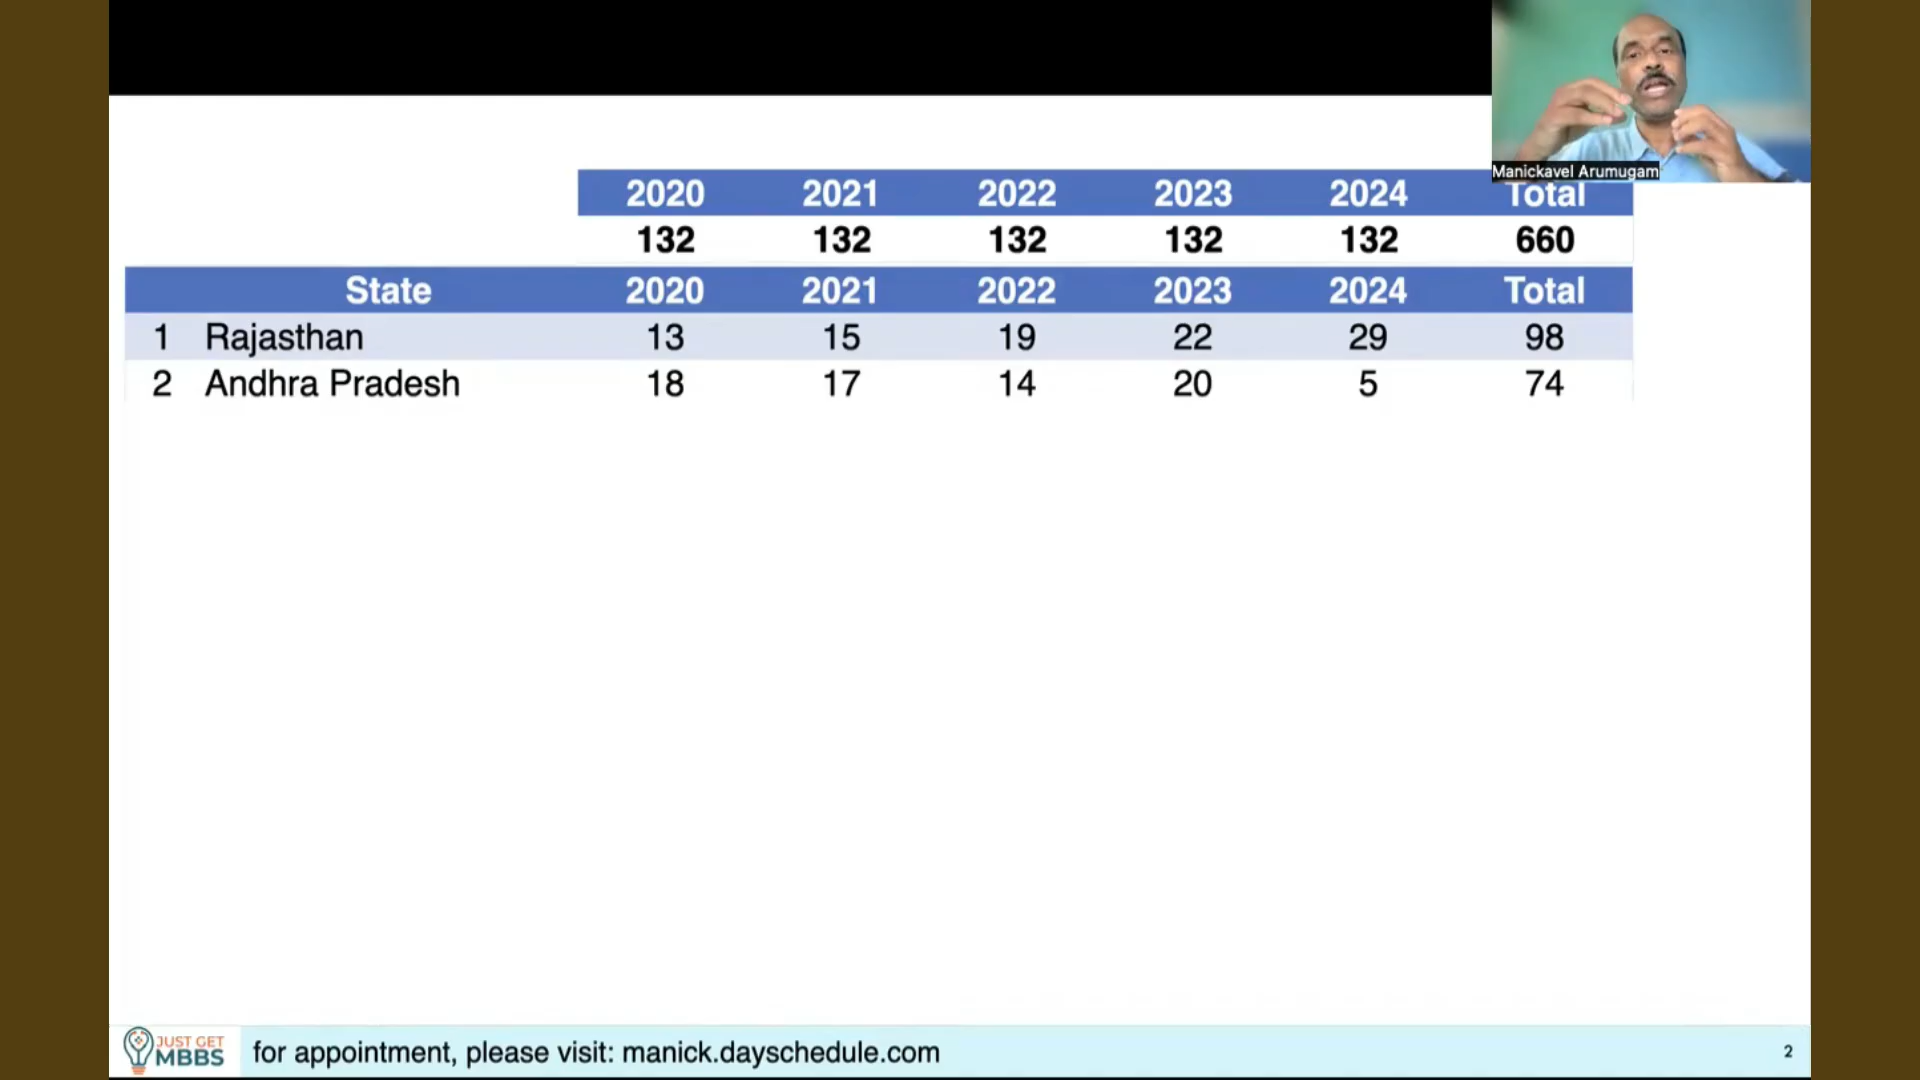 Manickavel Arumugam
2020 2021 2022 2023 2024 Total
132 132 132 132 132 660
State 2020 2021 2022 2023 2024 Total
1 Rajasthan 13 15 19 22 29 98
2 Andhra Pradesh 18 17 14 20 5 74
JUST GET
MBBS
for appointment, please visit: manick.dayschedule.com
2